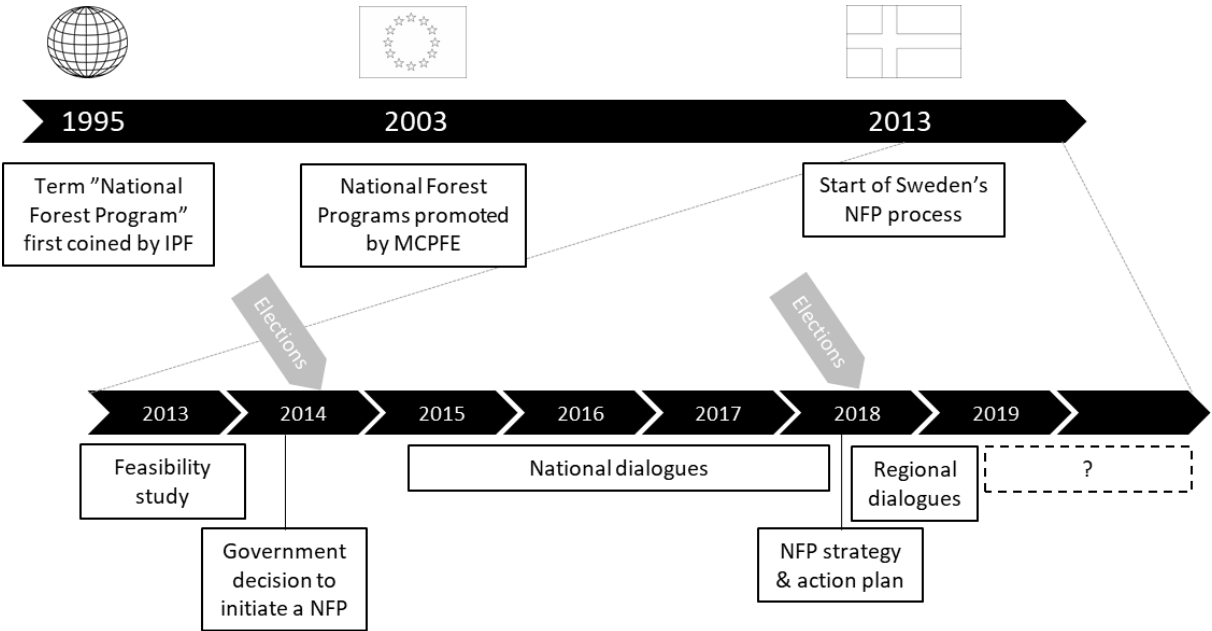 1995
2003
2013
Term ”National
Forest Program”
first coined by IPF
National Forest
Programs promoted
by MCPFE
Start of Sweden’s
NFP process
Elections
Elections
2013
2014
2015
2016
2017
2018
2019
Feasibility
study
National dialogues
Regional
dialogues
?
Government
decision to
initiate a NFP
NFP strategy
& action plan